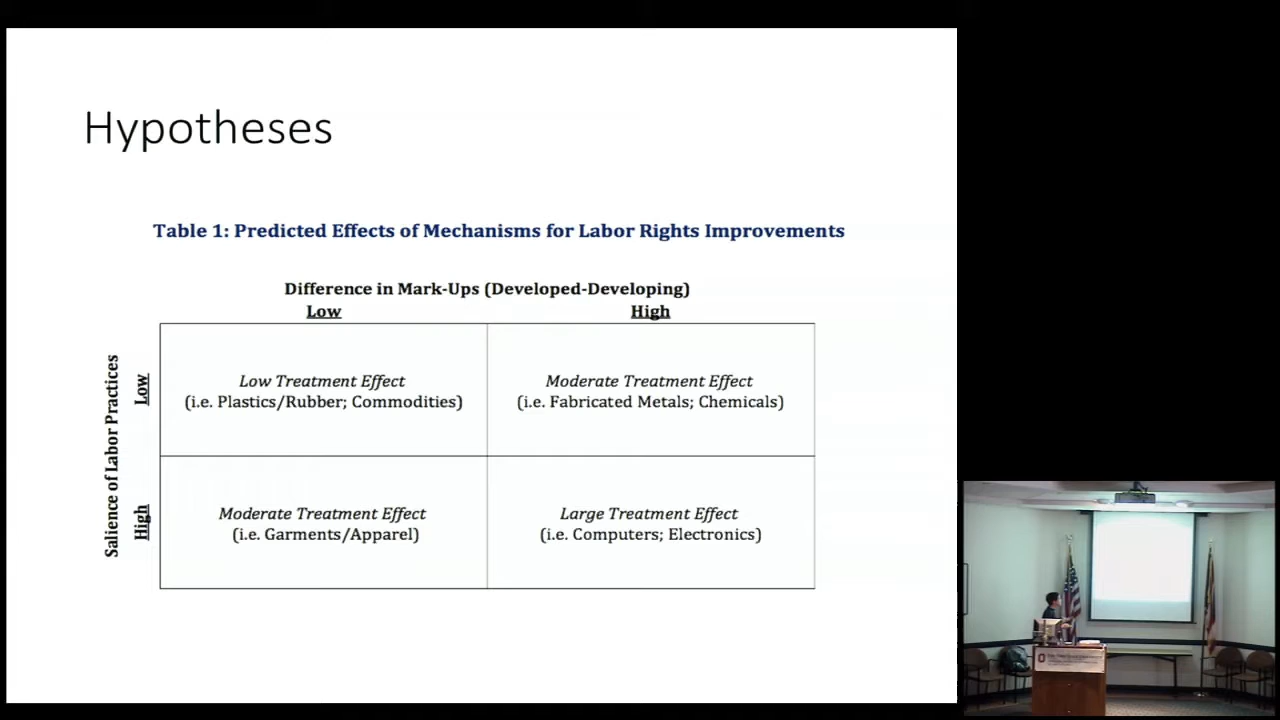 Hypotheses
Table 1: Predicted Effects of Mechanisms for Labor Rights Improvements
Difference in Mark-Ups (Developed-Developing)
Low High
Salience of Labor Practices
Low
Low Treatment Effect Moderate Treatment Effect
(i.e. Plastics/Rubber; Commodities) (i.e. Fabricated Metals; Chemicals)
High
Moderate Treatment Effect Large Treatment Effect
(i.e. Garments/Apparel) (i.e. Computers; Electronics)